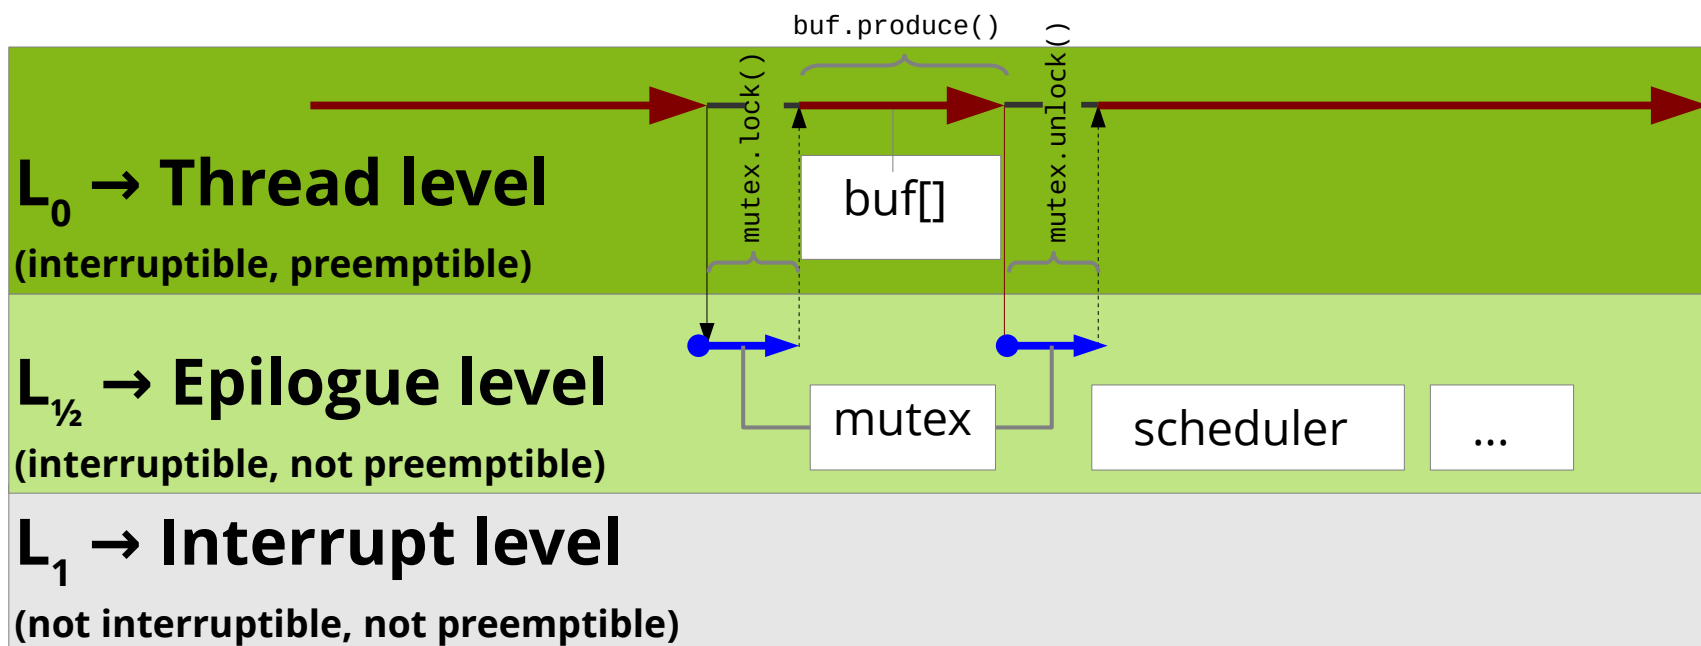 buf.produce()
mutex.lock()
mutex.unlock()
L0 → Thread level
buf[]
(interruptible, preemptible)
L½ → Epilogue level
mutex
scheduler
...
(interruptible, not preemptible)
L1 → Interrupt level
(not interruptible, not preemptible)